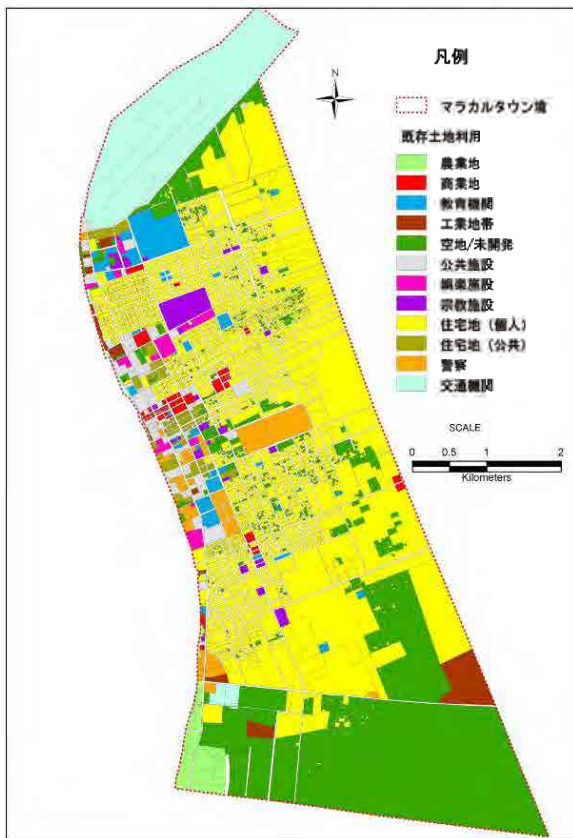 凡例
N
マラカルタウン境
既存土地利用
農業地
商業地
教育機関
工業地帯
空地/未開発
公共施設
娯楽施設
宗教施設
住宅地（個人）
住宅地（公共）
警察
交通機関
SCALE
0 0.5 1 2
Kilometers